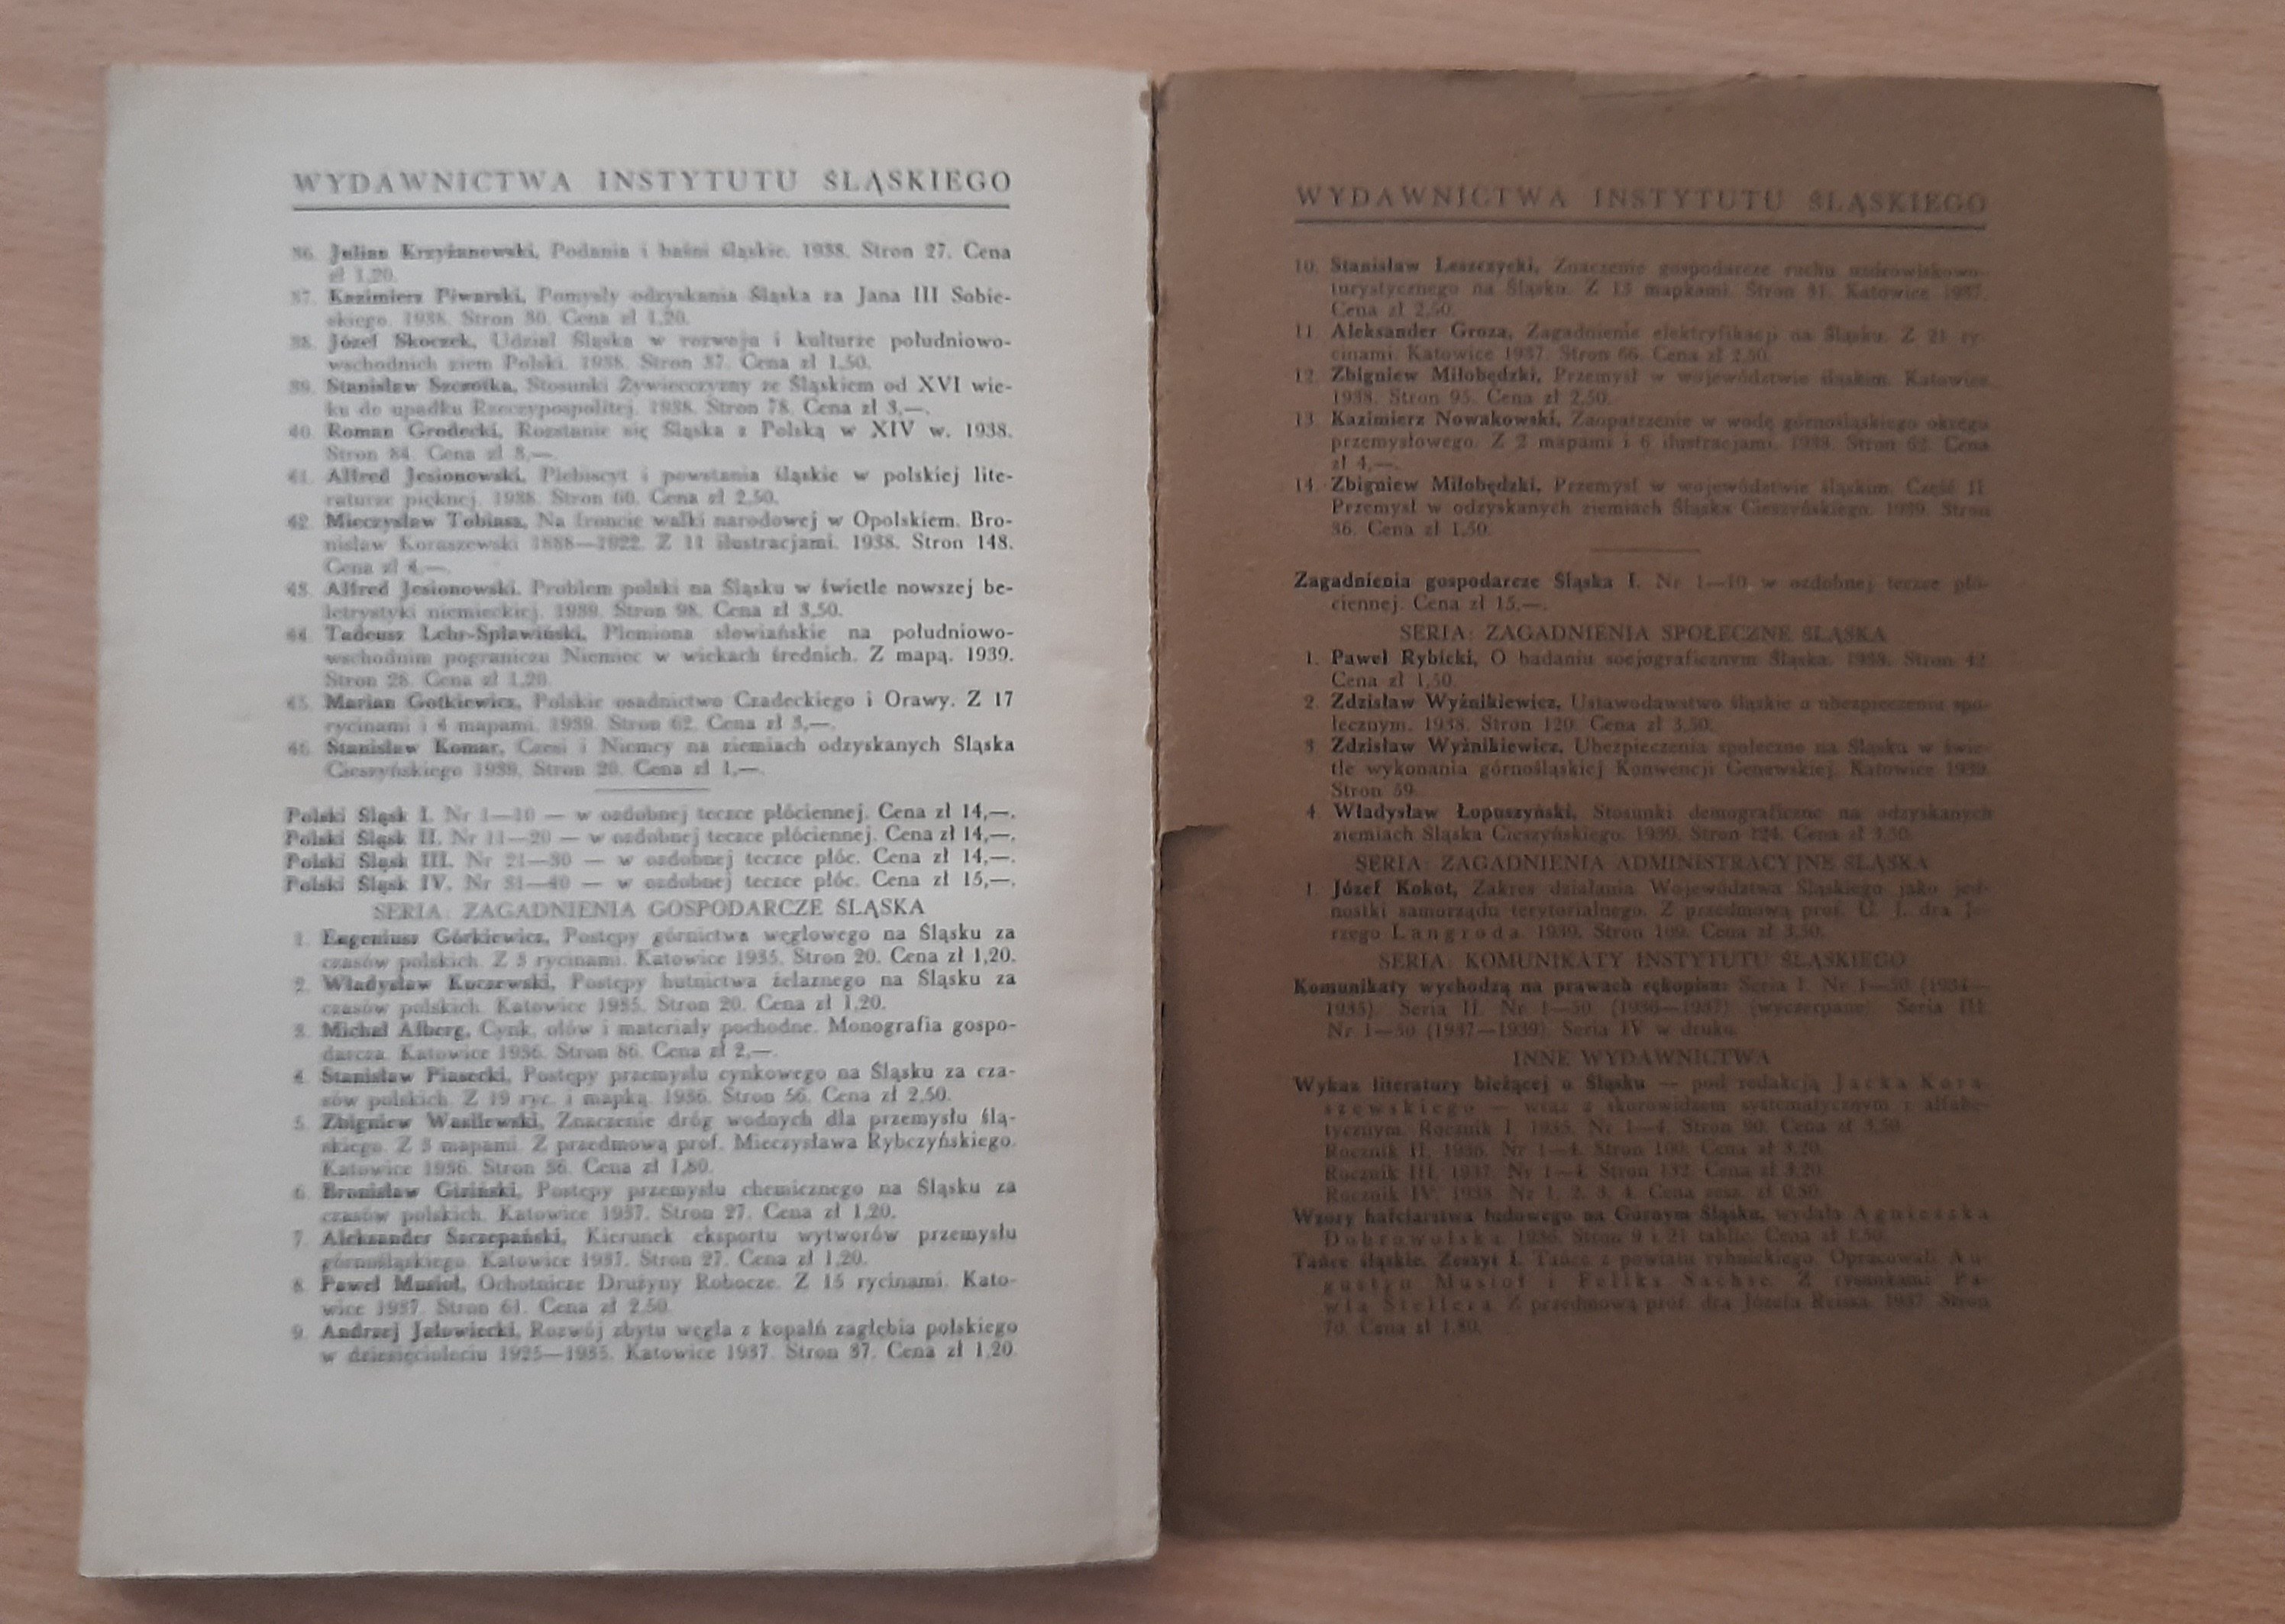 WYDAWNICTWA INSTYTUTU ŚLĄSKIEGO
36. Julian Krzyżanowski, Podania i baśni śląskie. 1938. Stron 27. Cena
zł 1,20.
37. Kazimierz Piwarski, Pomysły odzyskania Śląska za Jana III Sobie-
skiego. 1938. Stron 30. Cena zł 1,20.
38. Józef Skoczek, Udział Śląska w rozwoju i kulturze południowo-
wschodnich ziem Polski. 1938. Stron 37. Cena zł 1,50.
39. Stanisław Szczotka, Stosunki Żywiecczyzny ze Śląskiem od XVI wie-
ku do upadku Rzeczypospolitej. 1938. Stron 78. Cena zł 3,—.
40. Roman Grodecki, Rozstanie się Śląska z Polską w XIV w. 1938.
Stron 84. Cena zł 3,—.
41. Alfred Jesionowski, Plebiscyt i powstania śląskie w polskiej lite-
raturze pięknej. 1938. Stron 60. Cena zł 2,50.
42. Mieczysław Tobiasz, Na froncie walki narodowej w Opolskiem. Bro-
nisław Koraszewski 1888—1922. Z 11 ilustracjami. 1938. Stron 148.
Cena zł 4,—.
43. Alfred Jesionowski. Problem polski na Śląsku w świetle nowszej be-
letrystyki niemieckiej. 1939. Stron 98. Cena zł 3,50.
44. Tadeusz Lehr-Spławiński, Plemiona słowiańskie na południowo-
wschodnim pograniczu Niemiec w wiekach średnich. Z mapą. 1939.
Stron 28. Cena zł 1,20.
45. Marian Gotkiewicz, Polskie osadnictwo Czadeckiego i Orawy. Z 17
rycinami i 4 mapami. 1939. Stron 62. Cena zł 3,—.
46. Stanisław Komar, Czesi i Niemcy na ziemiach odzyskanych Śląska
Cieszyńskiego 1939. Stron 20. Cena zł 1,—.
Polski Śląsk I. Nr 1—10 — w ozdobnej teczce płóciennej. Cena zł 14,—.
Polski Śląsk II. Nr 11—20 — w ozdobnej teczce płóciennej. Cena zł 14,—.
Polski Śląsk III. Nr 21—30 — w ozdobnej teczce płóc. Cena zł 14,—.
Polski Śląsk IV. Nr 31—40 — w ozdobnej teczce płóc. Cena zł 15,—.
SERIA: ZAGADNIENIA GOSPODARCZE ŚLĄSKA
1. Eugeniusz Górkiewicz, Postępy górnictwa węglowego na Śląsku za
czasów polskich. Z 3 rycinami. Katowice 1935. Stron 20. Cena zł 1,20.
2. Władysław Kuczewski, Postępy hutnictwa żelaznego na Śląsku za
czasów polskich. Katowice 1935. Stron 20. Cena zł 1,20.
3. Michał Alberg, Cynk, ołów i materiały pochodne. Monografia gospo-
darcza. Katowice 1936. Stron 86. Cena zł 2,—.
4. Stanisław Piasecki, Postępy przemysłu cynkowego na Śląsku za cza-
sów polskich. Z 19 ryc. i mapką. 1936. Stron 56. Cena zł 2,50.
5. Zbigniew Wasilewski, Znaczenie dróg wodnych dla przemysłu ślą-
skiego. Z 3 mapami. Z przedmową prof. Mieczysława Rybczyńskiego.
Katowice 1936. Stron 36. Cena zł 1,80.
6. Bronisław Giziński, Postępy przemysłu chemicznego na Śląsku za
czasów polskich. Katowice 1937. Stron 27. Cena zł 1,20.
7. Aleksander Szczepański, Kierunek eksportu wytworów przemysłu
górnośląskiego. Katowice 1937. Stron 27. Cena zł 1,20.
8. Paweł Musioł, Ochotnicze Drużyny Robocze. Z 15 rycinami. Kato-
wice 1937. Stron 61. Cena zł 2,50.
9. Andrzej Jałowiecki, Rozwój zbytu węgla z kopalń zagłębia polskiego
w dziesięcioleciu 1925—1935. Katowice 1937. Stron 37. Cena zł 1,20.
WYDAWNICTWA INSTYTUTU ŚLĄSKIEGO
10. Stanisław Leszczycki, Znaczenie gospodarcze ruchu uzdrowiskowo-
turystycznego na Śląsku. Z 13 mapkami. Stron 31. Katowice 1937.
Cena zł 2,50.
11. Aleksander Groza, Zagadnienie elektryfikacji na Śląsku. Z 21 ry-
cinami. Katowice 1937. Stron 66. Cena zł 2,50.
12. Zbigniew Miłobędzki, Przemysł w województwie śląskim. Katowice
1938. Stron 95. Cena zł 2,50.
13. Kazimierz Nowakowski, Zaopatrzenie w wodę górnośląskiego okręgu
przemysłowego. Z 2 mapami i 6 ilustracjami. 1938. Stron 62. Cena
zł 4,—.
14. Zbigniew Miłobędzki, Przemysł w województwie śląskim. Część II.
Przemysł w odzyskanych ziemiach Śląska Cieszyńskiego. 1939. Stron
36. Cena zł 1,50.
Zagadnienia gospodarcze Śląska I. Nr 1—10 w ozdobnej teczce płó-
ciennej. Cena zł 15,—.
SERIA: ZAGADNIENIA SPOŁECZNE ŚLĄSKA
1. Paweł Rybicki, O badaniu socjograficznym Śląska. 1938. Stron 42.
Cena zł 1,50.
2. Zdzisław Wyżnikiewicz, Ustawodawstwo śląskie o ubezpieczeniu spo-
łecznym. 1938. Stron 120. Cena zł 3,50.
3. Zdzisław Wyżnikiewicz, Ubezpieczenia społeczne na Śląsku w świe-
tle wykonania górnośląskiej Konwencji Genewskiej. Katowice 1939.
Stron 59.
4. Władysław Łopuszyński, Stosunki demograficzne na odzyskanych
ziemiach Śląska Cieszyńskiego. 1939. Stron 124. Cena zł 3,50.
SERIA: ZAGADNIENIA ADMINISTRACYJNE ŚLĄSKA
1. Józef Kokot, Zakres działania Województwa Śląskiego jako jed-
nostki samorządu terytorialnego. Z przedmową prof. U. J. dra Je-
rzego Langroda. 1939. Stron 109. Cena zł 3,50.
SERIA: KOMUNIKATY INSTYTUTU ŚLĄSKIEGO
Komunikaty wychodzą na prawach rękopisu: Seria I. Nr 1—50 (1934—
1935). Seria II. Nr 1—50 (1936—1937) (wyczerpane). Seria III.
Nr 1—50 (1937—1939). Seria IV w druku.
INNE WYDAWNICTWA
Wykaz literatury bieżącej o Śląsku — pod redakcją Jacka Kora-
szewskiego — wraz z skorowidzem systematycznym i alfabe-
tycznym. Rocznik I. 1935. Nr 1—4. Stron 90. Cena zł 3,50.
Rocznik II. 1936. Nr 1—4. Stron 100. Cena zł 3,20.
Rocznik III. 1937. Nr 1—4. Stron 132. Cena zł 3,20.
Rocznik IV. 1938. Nr 1, 2, 3, 4. Cena zesz. zł 0,80.
Wzory hafciarstwa ludowego na Górnym Śląsku, wydała Agnieszka
Dobrowolska. 1936. Stron 9 i 21 tablic. Cena zł 1,50.
Tańce śląskie. Zeszyt I. Tańce z powiatu rybnickiego. Opracowali Au-
gustyn Musioł i Feliks Sachse. Z rysunkami Pa-
wła Stellera. Z przedmową prof. dra Józefa Reissa. 1937. Stron
70. Cena zł 1,80.